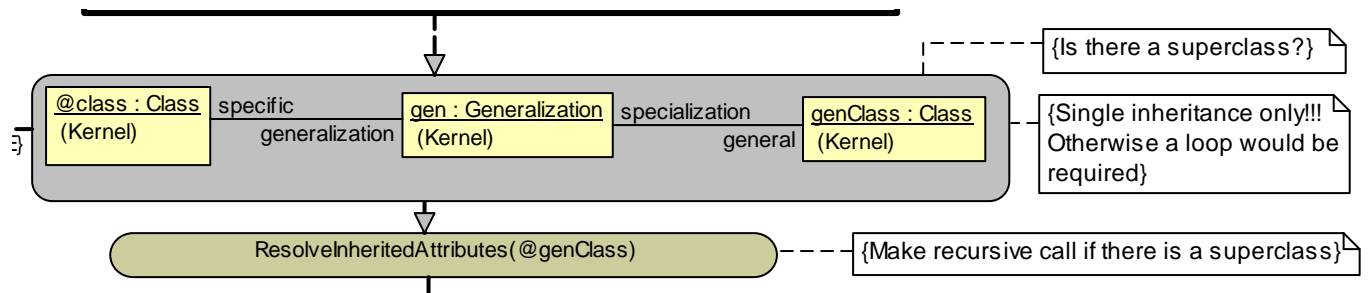 {Is there a superclass?}
@class : Class
(Kernel)
specific
generalization
gen : Generalization
(Kernel)
specialization
general
genClass : Class
(Kernel)
{Single inheritance only!!!
Otherwise a loop would be
required}
ResolveInheritedAttributes(@genClass)
{Make recursive call if there is a superclass}